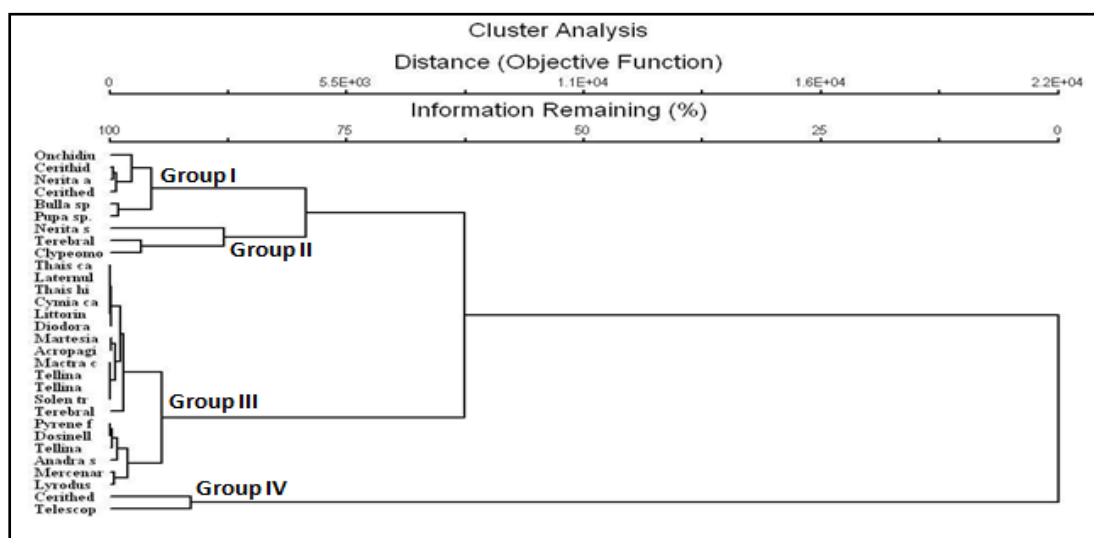 Cluster Analysis
Distance (Objective Function)
0 5.5E+03 1.1E+04 1.6E+04 2.2E+04
Information Remaining (%)
100 75 50 25 0
Onchidiu
Cerithid
Group I
Nerita a
Cerithed
Bulla sp
Pupa sp.
Nerita s
Terebral
Group II
Clypeomo
Thais ca
Laternul
Thais hi
Cymia ca
Littorin
Diodora
Martesia
Acropagi
Mactra c
Tellina
Tellina
Group III
Solen tr
Terebral
Pyrene f
Dosinell
Tellina
Anadra s
Mercenar
Group IV
Lyrodus
Cerithed
Telescop